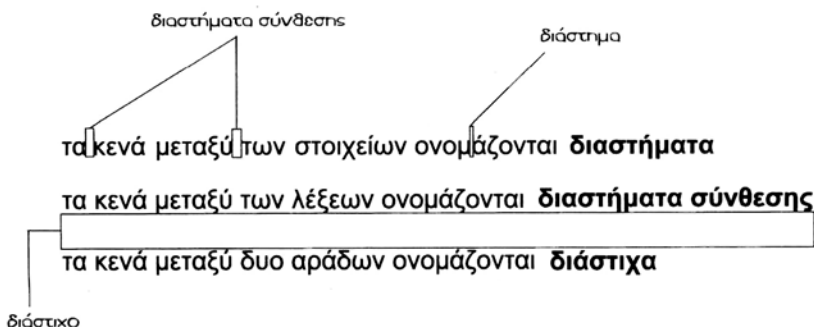 διαστήματα σύνθεσης
διάστημα
τα κενά μεταξύ των στοιχείων ονομάζονται διαστήματα
τα κενά μεταξύ των λέξεων ονομάζονται διαστήματα σύνθεσης
τα κενά μεταξύ δυο αράδων ονομάζονται διάστιχα
διάστιχο